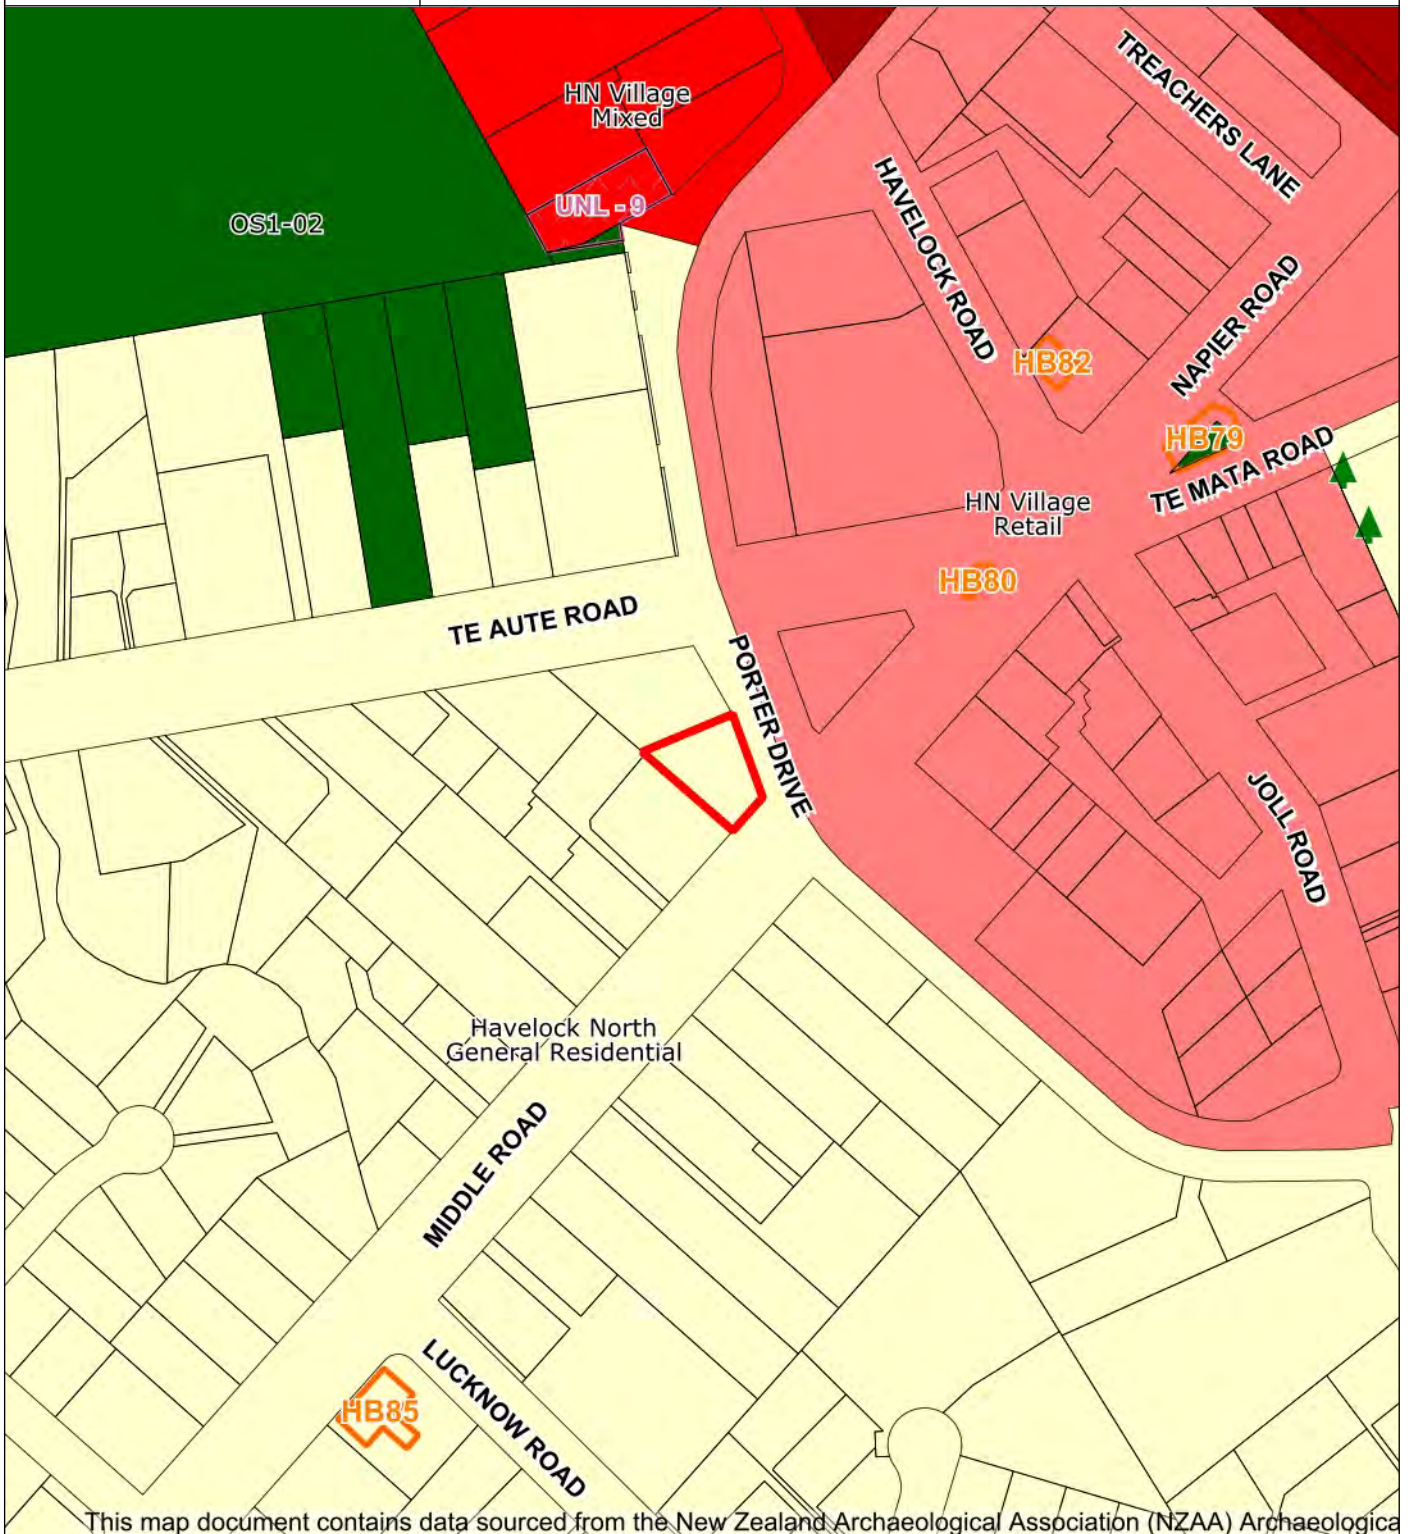 TREACHERS LANE
HN Village
Mixed
HAVELOCK ROAD
UNL - 9
OS1-02
NAPIER ROAD
HB82
HB79
TE MATA ROAD
HN Village
Retail
HB80
TE AUTE ROAD
PORTER DRIVE
JOLL ROAD
Havelock North
General Residential
MIDDLE ROAD
LUCKNOW ROAD
HB85
This map document contains data sourced from the New Zealand Archaeological Association (NZAA) Archaeologica